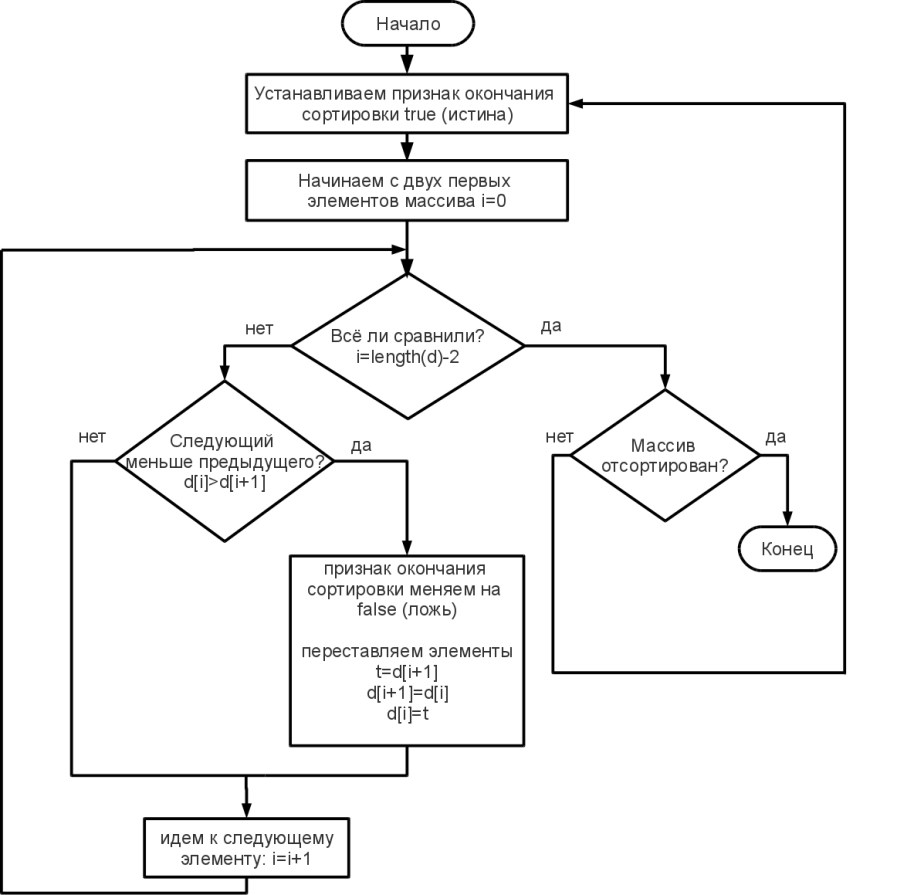 Начало
Устанавливаем признак окончания
сортировки true (истина)
Начинаем с двух первых
элементов массива i=0
Всё ли сравнили?
i=length(d)-2
нет
да
Следующий
меньше предыдущего?
d[i]>d[i+1]
нет
да
Массив
отсортирован?
нет
да
Конец
признак окончания
сортировки меняем на
false (ложь)
переставляем элементы
t=d[i+1]
d[i+1]=d[i]
d[i]=t
идем к следующему
элементу: i=i+1